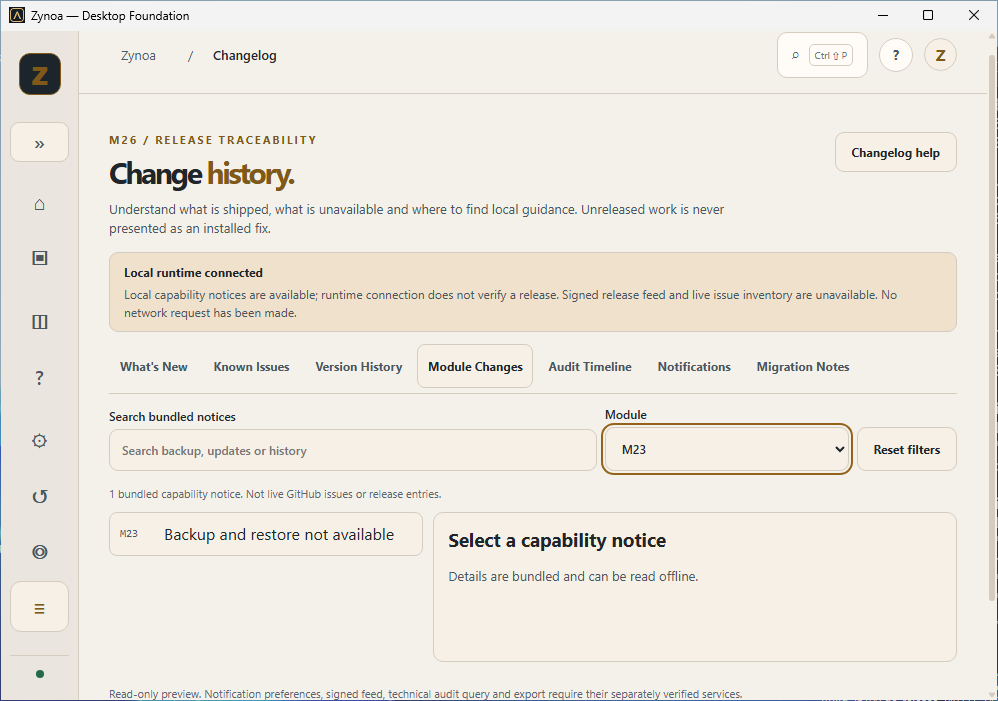 Zynoa — Desktop Foundation
Z
Zynoa / Changelog
Ctrl ⇧ P
?
Z
»
M26 / RELEASE TRACEABILITY
Changelog help
Change history.
Understand what is shipped, what is unavailable and where to find local guidance. Unreleased work is never
presented as an installed fix.
Local runtime connected
Local capability notices are available; runtime connection does not verify a release. Signed release feed and live issue inventory are unavailable. No
network request has been made.
What's New Known Issues Version History Module Changes Audit Timeline Notifications Migration Notes
?
Search bundled notices
Module
Search backup, updates or history
M23
Reset filters
1 bundled capability notice. Not live GitHub issues or release entries.
M23 Backup and restore not available
Select a capability notice
Details are bundled and can be read offline.
Read-only preview. Notification preferences, signed feed, technical audit query and export require their separately verified services.